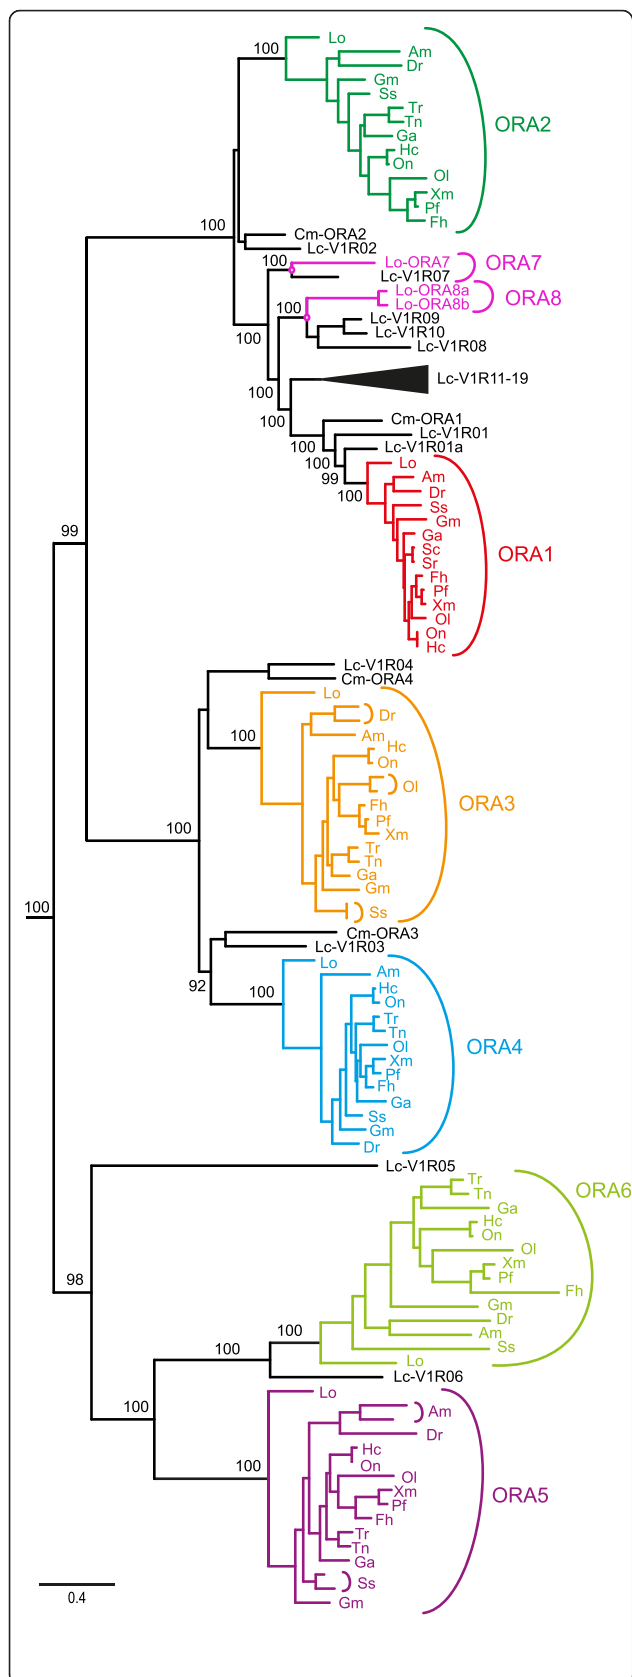 Lo
100
Am
Dr
Gm
Ss
Tr
Tn
ORA2
Ga
Hc
On
Ol
Xm
Pf
Fh
100
Cm-ORA2
Lc-V1R02
100
Lo-ORA7
ORA7
Lc-V1R07
Lo-ORA8a
ORA8
Lo-ORA8b
100
Lc-V1R09
Lc-V1R10
100
Lc-V1R08
Lc-V1R11-19
100
100
Cm-ORA1
Lc-V1R01
100
Lc-V1R01a
100
Lo
99
Am
100
Dr
Ss
Gm
99
Ga
Sc
ORA1
Sr
Fh
Pf
Xm
Ol
On
Hc
Lc-V1R04
Cm-ORA4
Lo
Dr
100
Am
Hc
On
Ol
ORA3
Fh
Pf
Xm
100
Tr
Tn
Ga
Gm
100
Ss
Cm-ORA3
Lc-V1R03
Lo
92
100
Am
Hc
On
Tr
Tn
Ol
ORA4
Xm
Pf
Fh
Ga
Ss
Gm
Dr
Lc-V1R05
Tr
ORA6
Tn
Ga
Hc
On
Ol
Xm
98
Pf
Fh
Gm
Dr
100
Am
Ss
100
Lo
Lc-V1R06
Lo
100
Am
Dr
Hc
100
On
Ol
Xm
ORA5
Pf
Fh
Tr
Tn
Ga
Ss
Gm
0.4